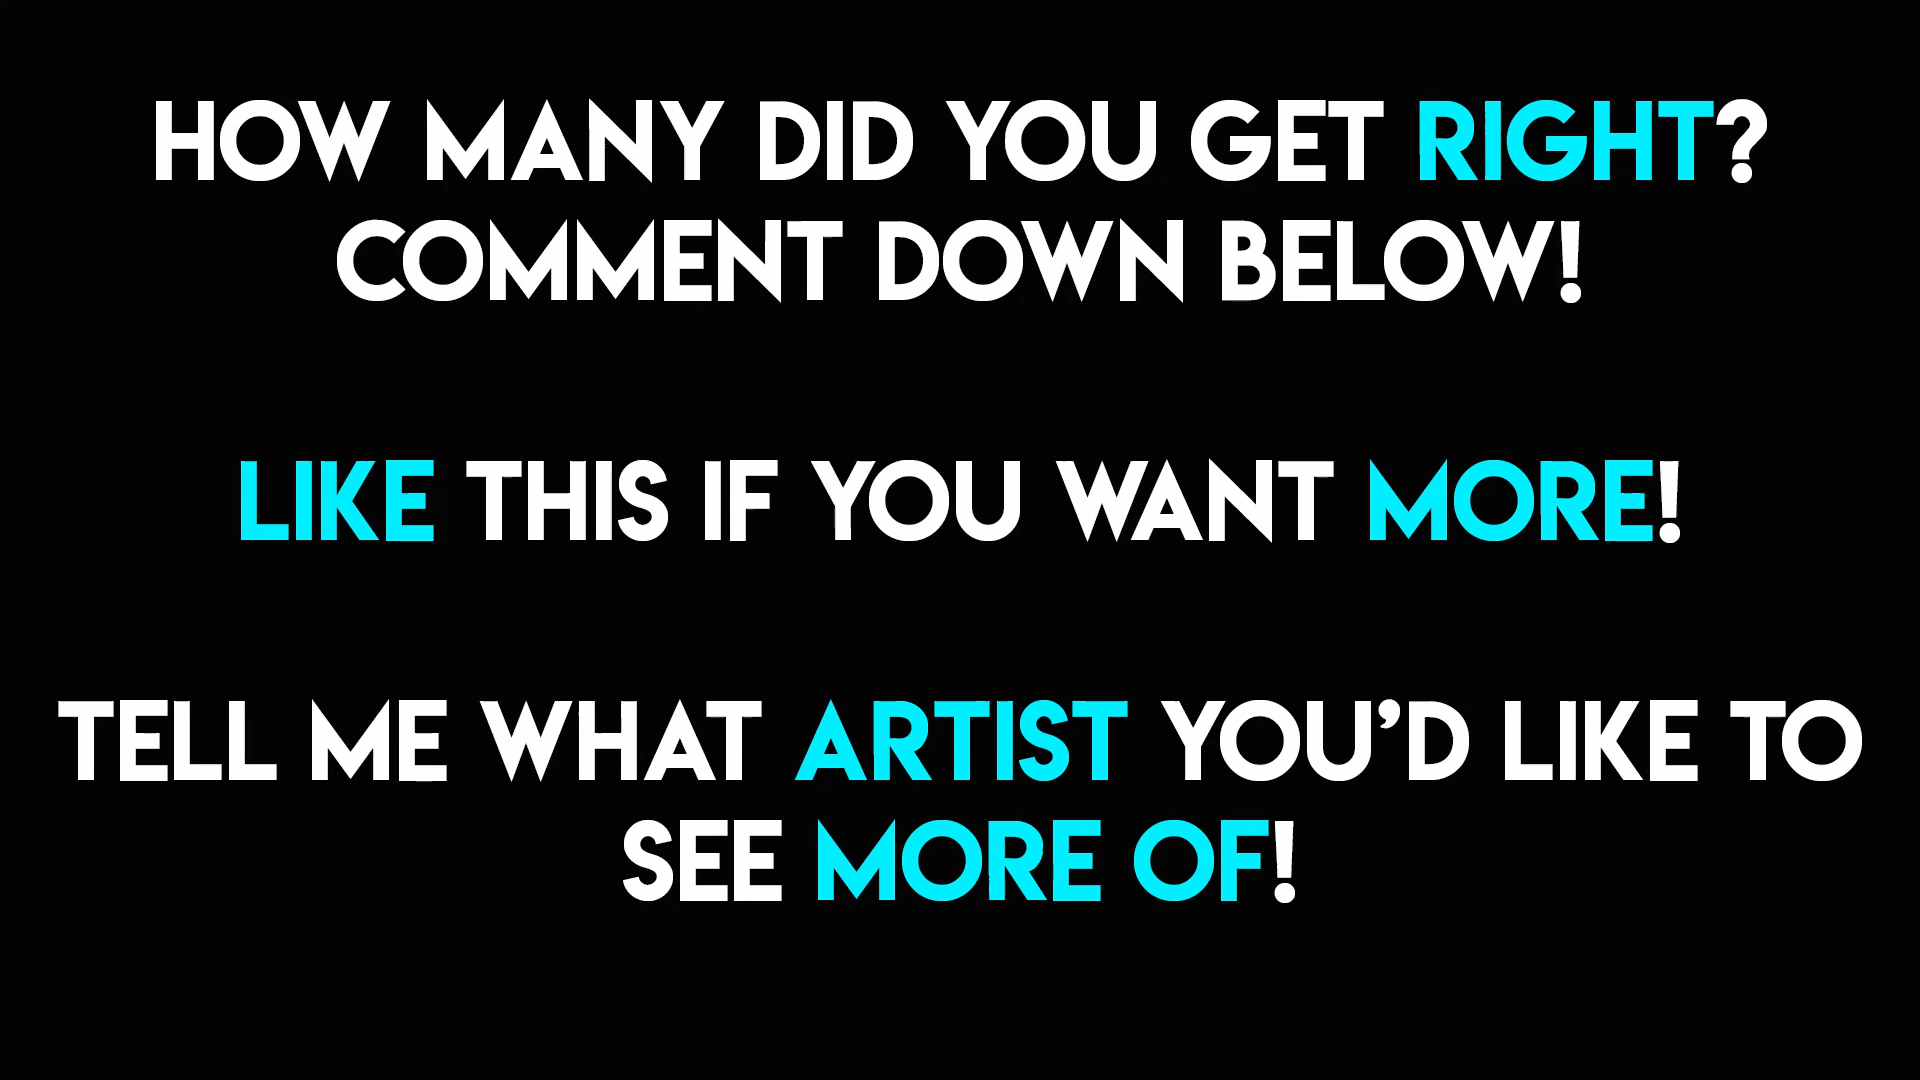 HOW MANY DID YOU GET RIGHT?
COMMENT DOWN BELOW!
LIKE THIS IF YOU WANT MORE!
TELL ME WHAT ARTIST YOU’D LIKE TO
SEE MORE OF!